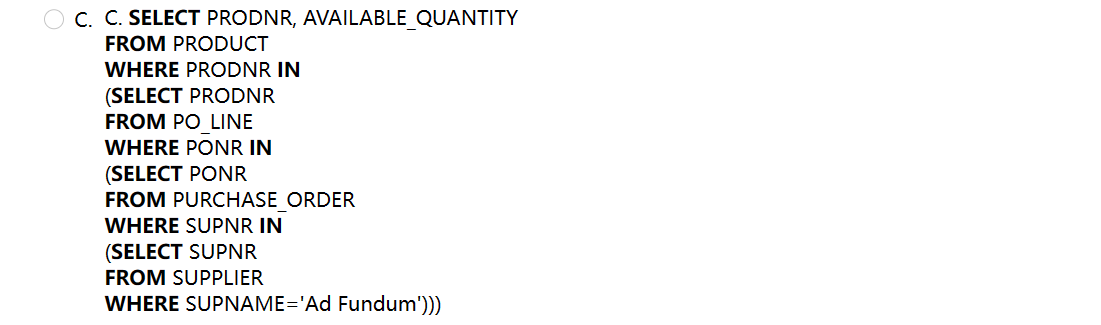 C. C. SELECT PRODNR, AVAILABLE_QUANTITY
FROM PRODUCT
WHERE PRODNR IN
(SELECT PRODNR
FROM PO_LINE
WHERE PONR IN
(SELECT PONR
FROM PURCHASE_ORDER
WHERE SUPNR IN
(SELECT SUPNR
FROM SUPPLIER
WHERE SUPNAME='Ad Fundum')))